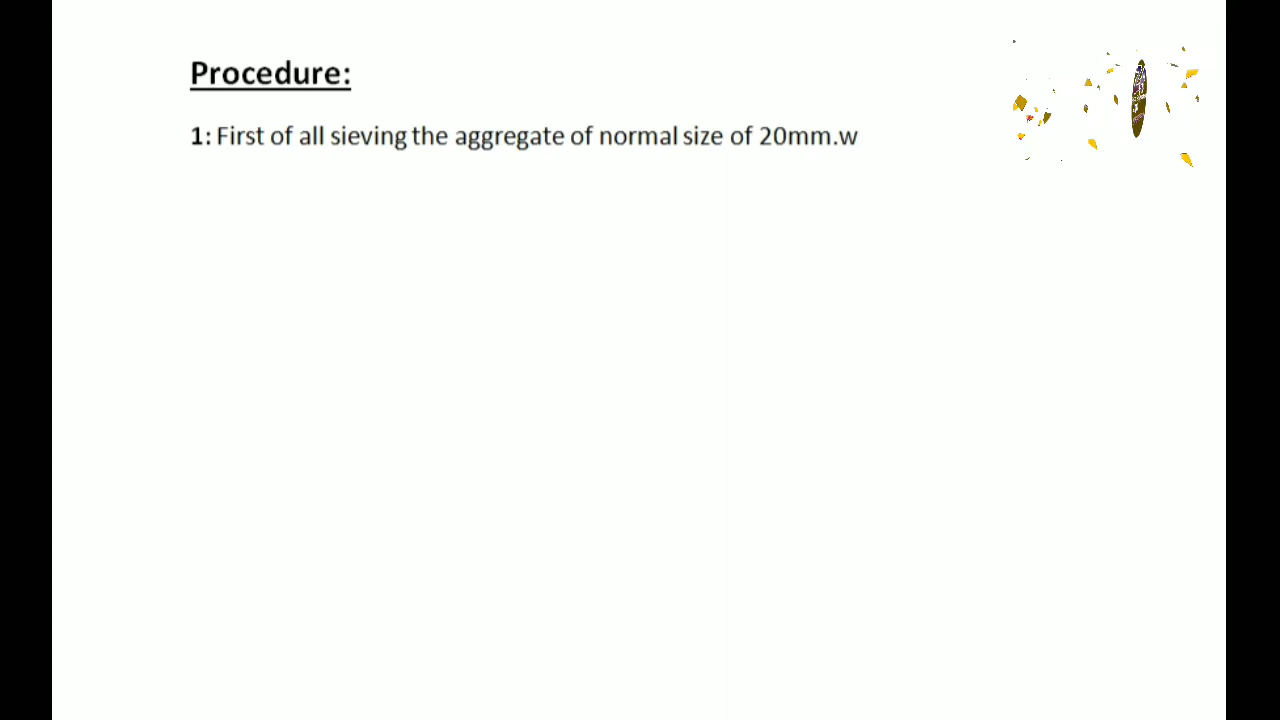 Procedure:
1: First of all sieving the aggregate of normal size of 20mm.w